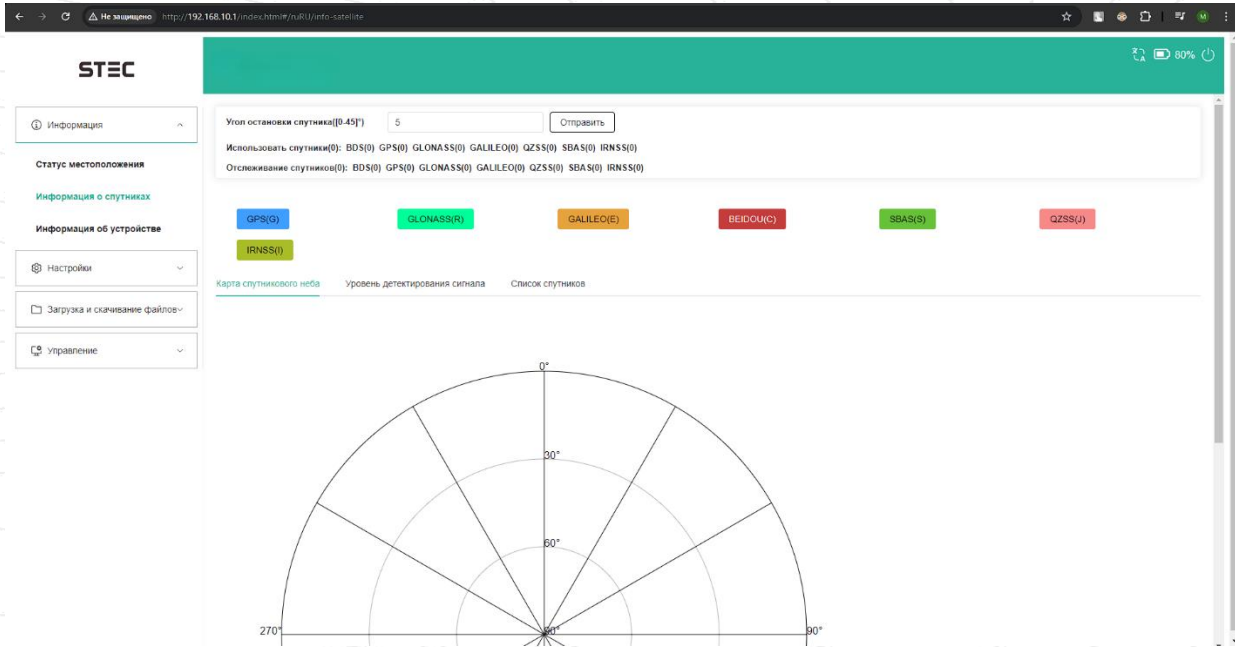 Не защищено http://192.168.10.1/index.html#/ruRU/info-satellite
M
STEC
80%
Информация
Статус местоположения
Информация о спутниках
Информация об устройстве
Настройки
Загрузка и скачивание файлов
Управление
Угол остановки спутника([0-45]°) 5 Отправить
Использовать спутники(0): BDS(0) GPS(0) GLONASS(0) GALILEO(0) QZSS(0) SBAS(0) IRNSS(0)
Отслеживание спутников(0): BDS(0) GPS(0) GLONASS(0) GALILEO(0) QZSS(0) SBAS(0) IRNSS(0)
GPS(G) GLONASS(R) GALILEO(E) BEIDOU(C) SBAS(S) QZSS(J)
IRNSS(I)
Карта спутникового неба Уровень детектирования сигнала Список спутников
0°
30°
60°
270° 90° 90°